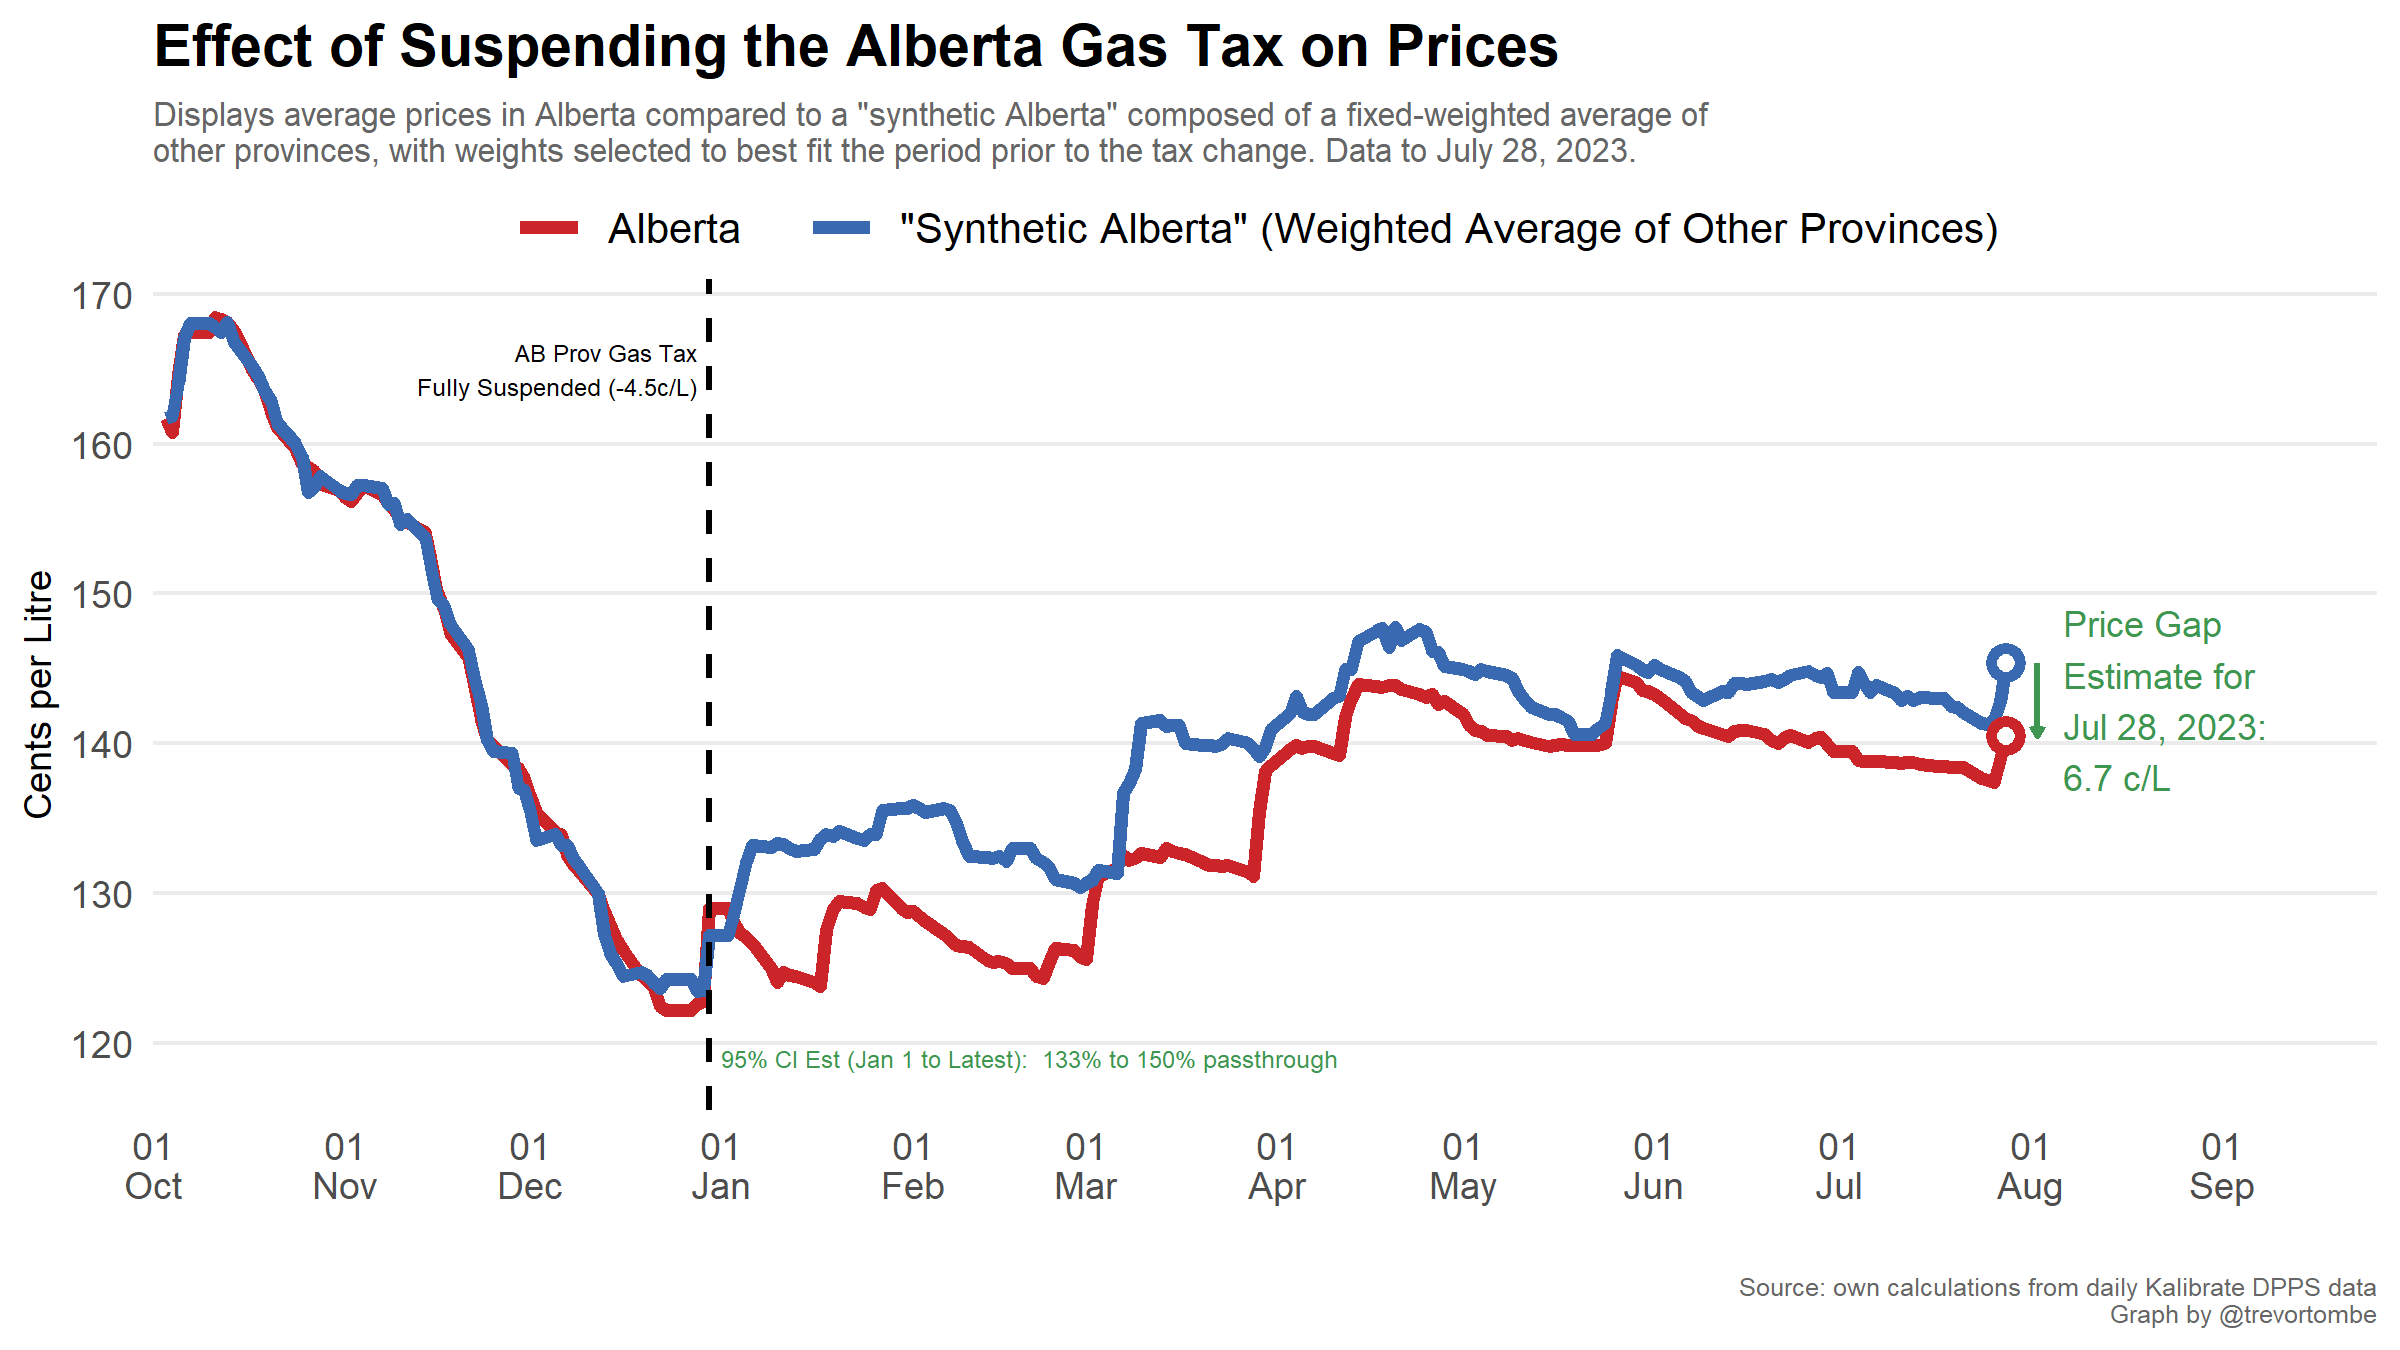 Effect of Suspending the Alberta Gas Tax on Prices
Displays average prices in Alberta compared to a "synthetic Alberta" composed of a fixed-weighted average of
other provinces, with weights selected to best fit the period prior to the tax change. Data to July 28, 2023.
Alberta
"Synthetic Alberta" (Weighted Average of Other Provinces)
Cents per Litre
170
160
150
140
130
120
AB Prov Gas Tax
Fully Suspended (-4.5c/L)
Price Gap
Estimate for
Jul 28, 2023:
6.7 c/L
95% CI Est (Jan 1 to Latest):  133% to 150% passthrough
01 01 01 01 01 01 01 01 01 01 01 01
Oct Nov Dec Jan Feb Mar Apr May Jun Jul Aug Sep
Source: own calculations from daily Kalibrate DPPS data
Graph by @trevortombe